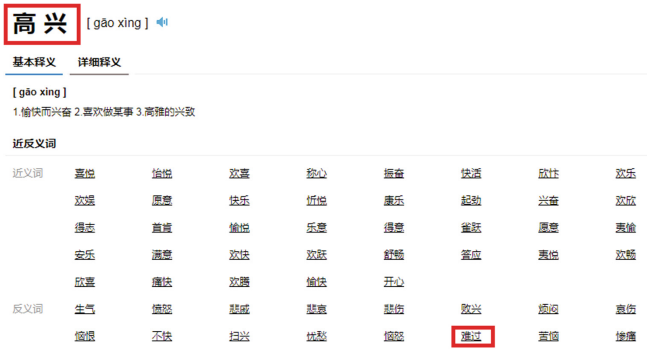 高兴 [ gāo xìng ]
基本释义 详细释义
[ gāo xìng ]
1.愉快而兴奋 2.喜欢做某事 3.高雅的兴致
近反义词
近义词 喜悦 怡悦 欢喜 称心 振奋 快活 欣忭 欢乐
欢娱 愿意 快乐 忻悦 康乐 起劲 兴奋 欢欣
得志 首肯 愉悦 乐意 得意 雀跃 愿意 夷愉
安乐 满意 欢快 欢跃 舒畅 答应 夷悦 欢畅
欣喜 痛快 欢腾 愉快 开心
反义词 生气 愤怒 悲戚 悲哀 悲伤 败兴 烦闷 哀伤
恼恨 不快 扫兴 忧愁 恼怒 难过 苦恼 惨痛